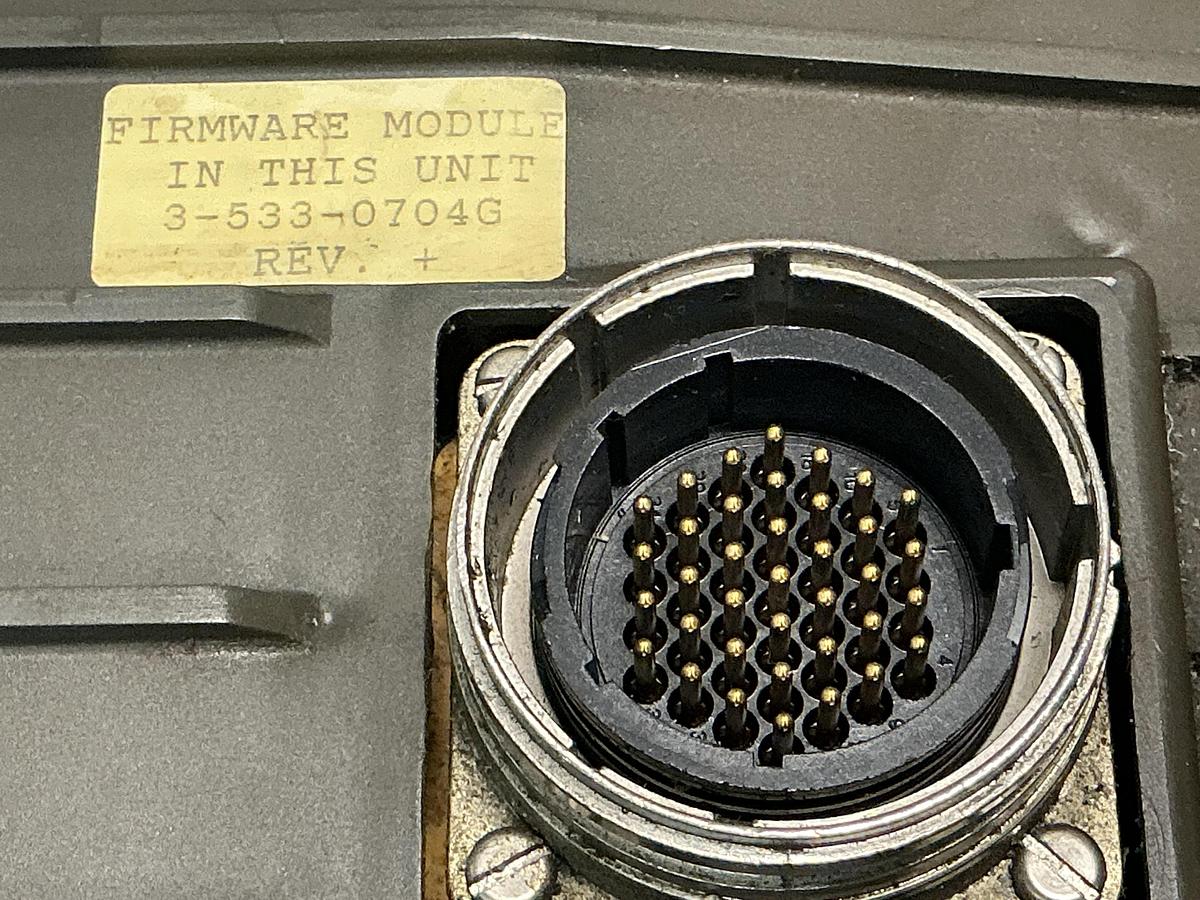 FIRMWARE MODULE
IN THIS UNIT
3-533-0704G
REV. +